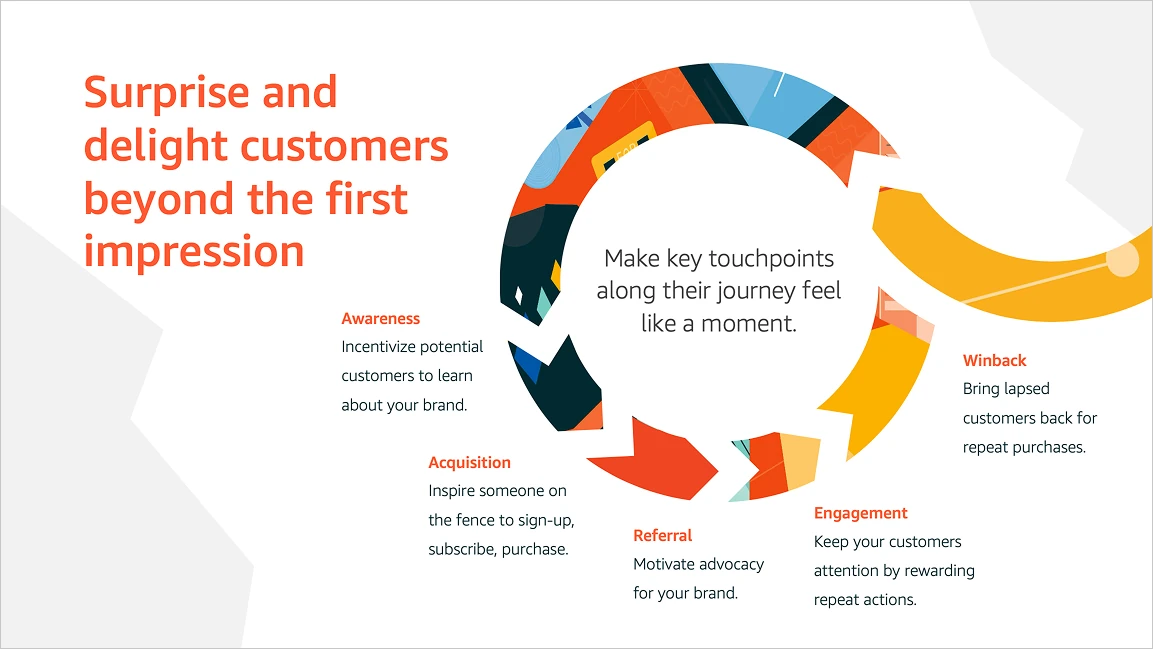 Surprise and
delight customers
beyond the first
impression
Make key touchpoints
along their journey feel
like a moment.
Awareness
Incentivize potential
customers to learn
about your brand.
Acquisition
Inspire someone on
the fence to sign-up,
subscribe, purchase.
Referral
Motivate advocacy
for your brand.
Engagement
Keep your customers
attention by rewarding
repeat actions.
Winback
Bring lapsed
customers back for
repeat purchases.